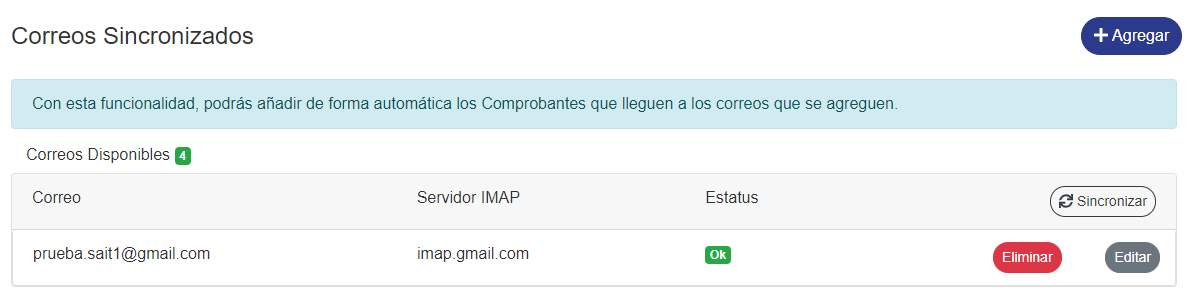 Correos Sincronizados
Agregar
Con esta funcionalidad, podrás añadir de forma automática los Comprobantes que lleguen a los correos que se agreguen.
Correos Disponibles 4
Correo Servidor IMAP Estatus Sincronizar
prueba.sait1@gmail.com imap.gmail.com Ok Eliminar Editar